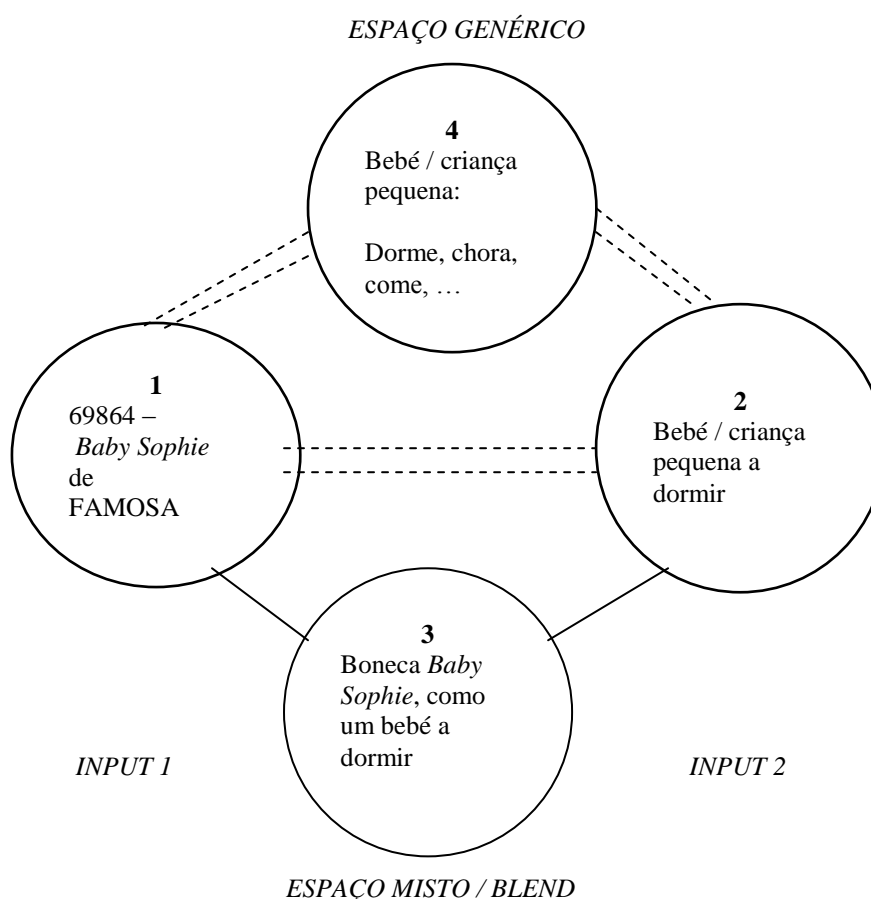 ESPAÇO GENÉRICO
4
Bebé / criança
pequena:
Dorme, chora,
come, …
1
69864 –
Baby Sophie
de
FAMOSA
2
Bebé / criança
pequena a
dormir
3
Boneca Baby
Sophie, como
um bebé a
dormir
INPUT 1
INPUT 2
ESPAÇO MISTO / BLEND